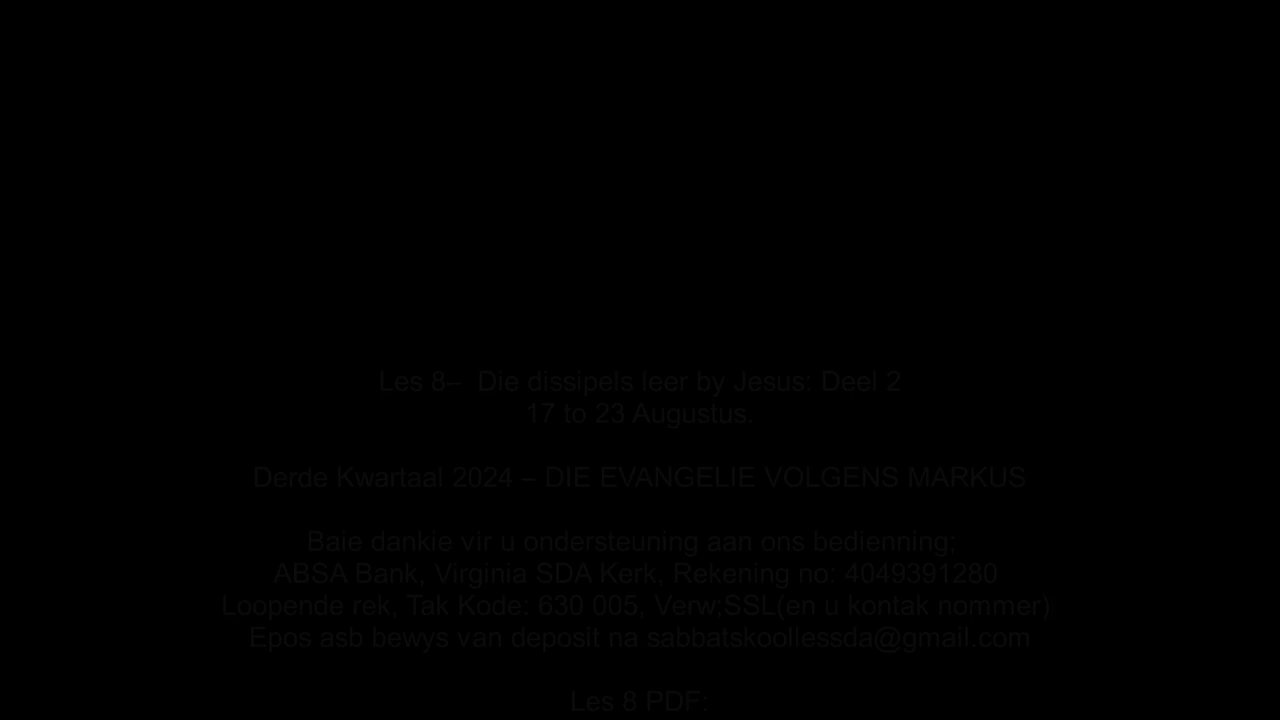 Les 8–  Die dissipels leer by Jesus: Deel 2
17 to 23 Augustus.
Derde Kwartaal 2024 – DIE EVANGELIE VOLGENS MARKUS
Baie dankie vir u ondersteuning aan ons bedienning;
ABSA Bank, Virginia SDA Kerk, Rekening no: 4049391280
Loopende rek, Tak Kode: 630 005, Verw;SSL(en u kontak nommer)
Epos asb bewys van deposit na sabbatskoollessda@gmail.com
Les 8 PDF: